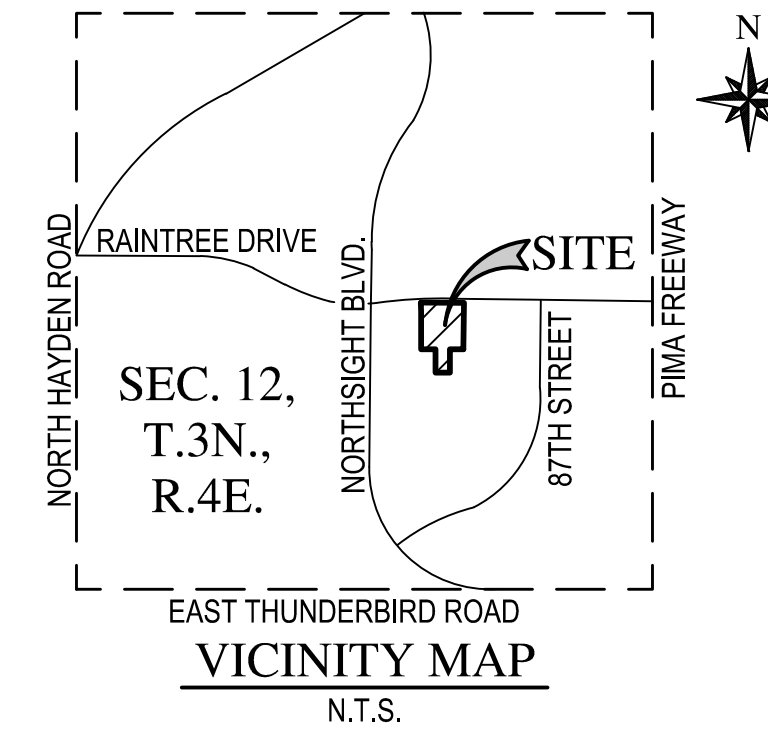 N
RAINTREE DRIVE
SITE
NORTH HAYDEN ROAD
NORTHSIGHT BLVD.
87TH STREET
PIMA FREEWAY
SEC. 12,
T.3N.,
R.4E.
EAST THUNDERBIRD ROAD
VICINITY MAP
N.T.S.